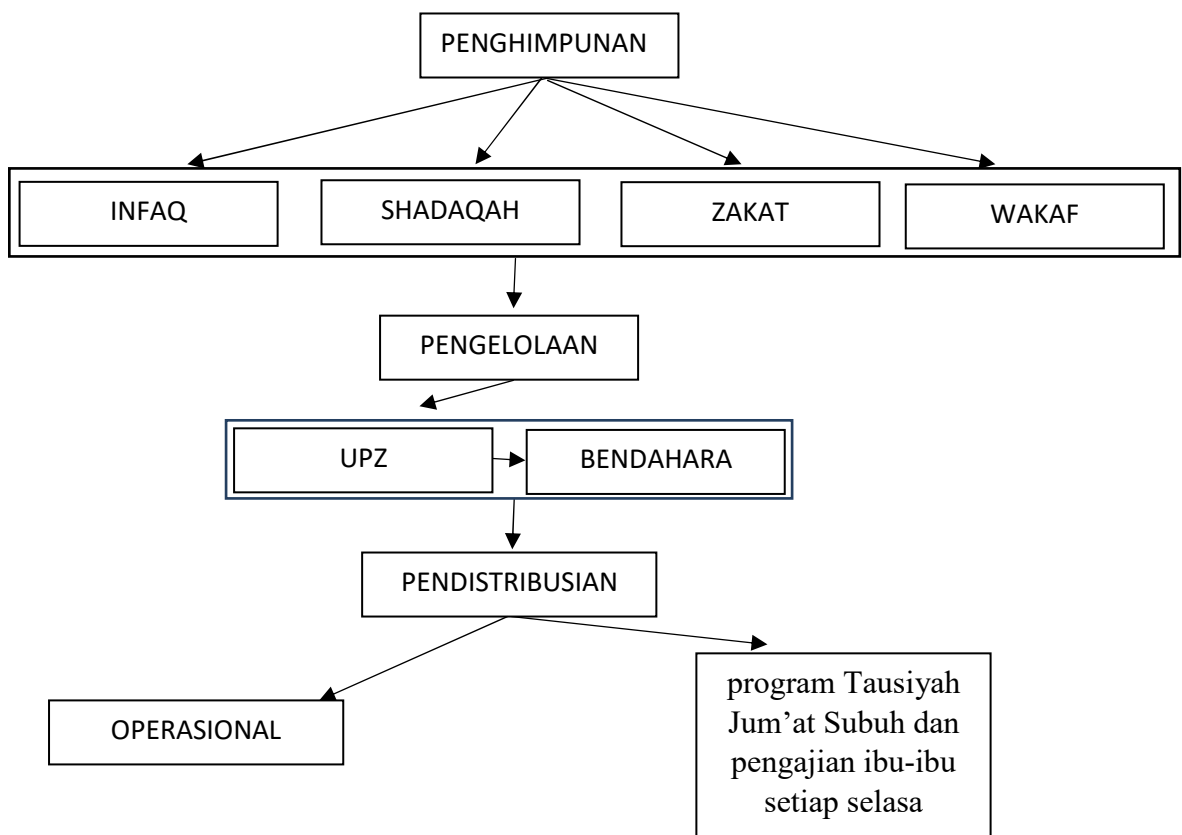 PENGHIMPUNAN
INFAQ
SHADAQAH
ZAKAT
WAKAF
PENGELOLAAN
UPZ
BENDAHARA
PENDISTRIBUSIAN
OPERASIONAL
program Tausiyah
Jum’at Subuh dan
pengajian ibu-ibu
setiap selasa